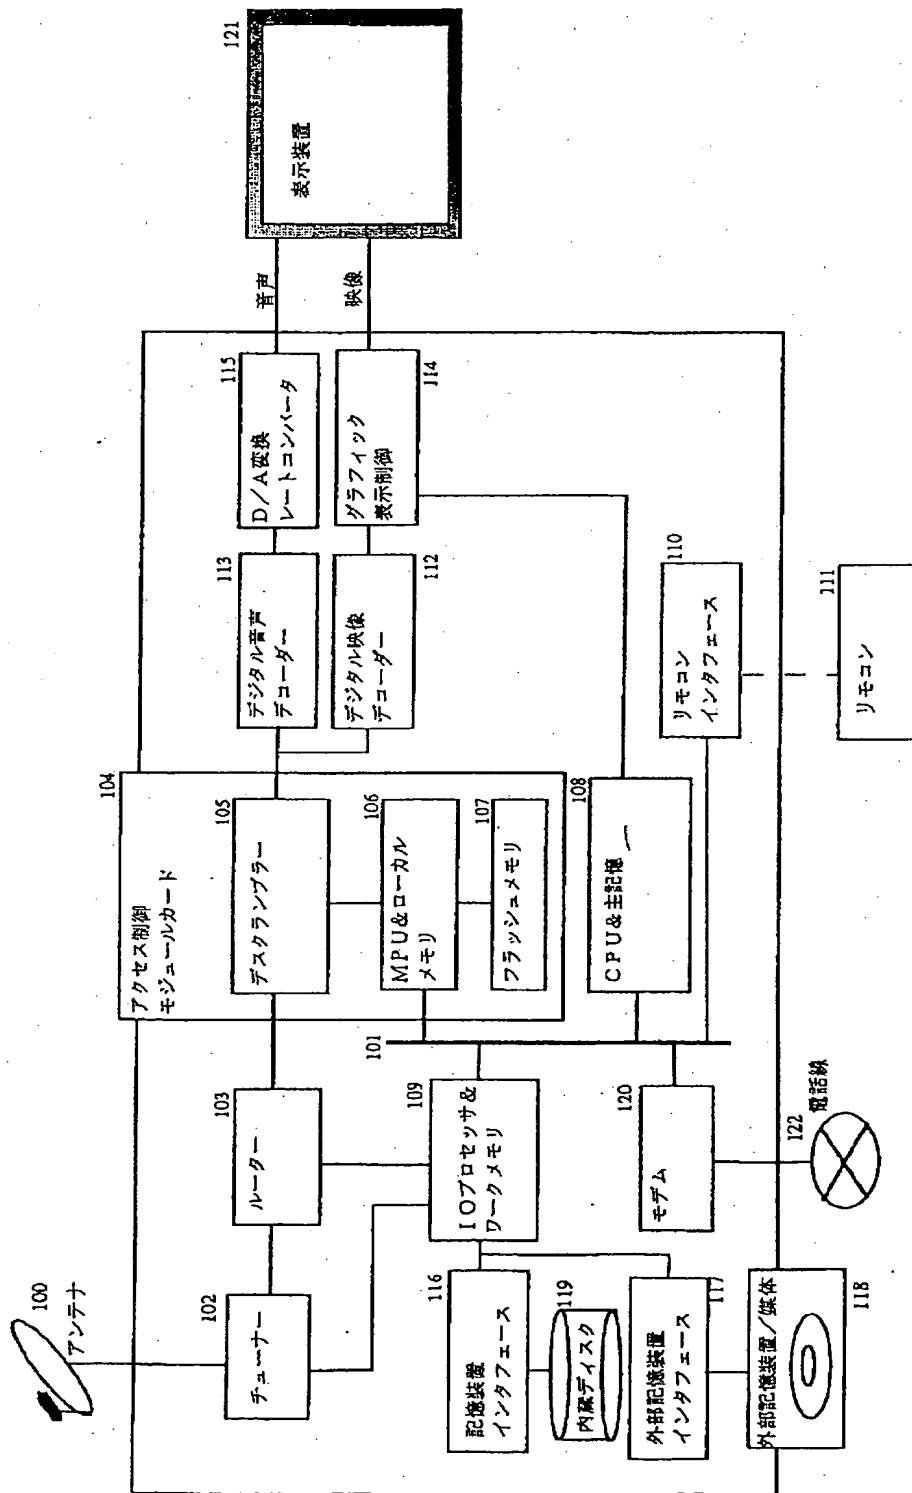 100
アンテナ
102
チューナー
103
ルーター
104
アクセス制御
モジュールカード
105
デスクランブラー
106
MPU&ローカル
メモリ
107
フラッシュメモリ
113
デジタル音声
デコーダー
115
D/A変換
レートコンバータ
音声
121
表示装置
112
デジタル映像
デコーダー
114
グラフィック
表示制御
映像
101
109
IOプロセッサ&
ワークメモリ
108
CPU&主記憶
110
リモコン
インタフェース
111
リモコン
116
記憶装置
インタフェース
119
内蔵ディスク
117
外部記憶装置
インタフェース
118
外部記憶装置/媒体
120
モデム
122
電話線